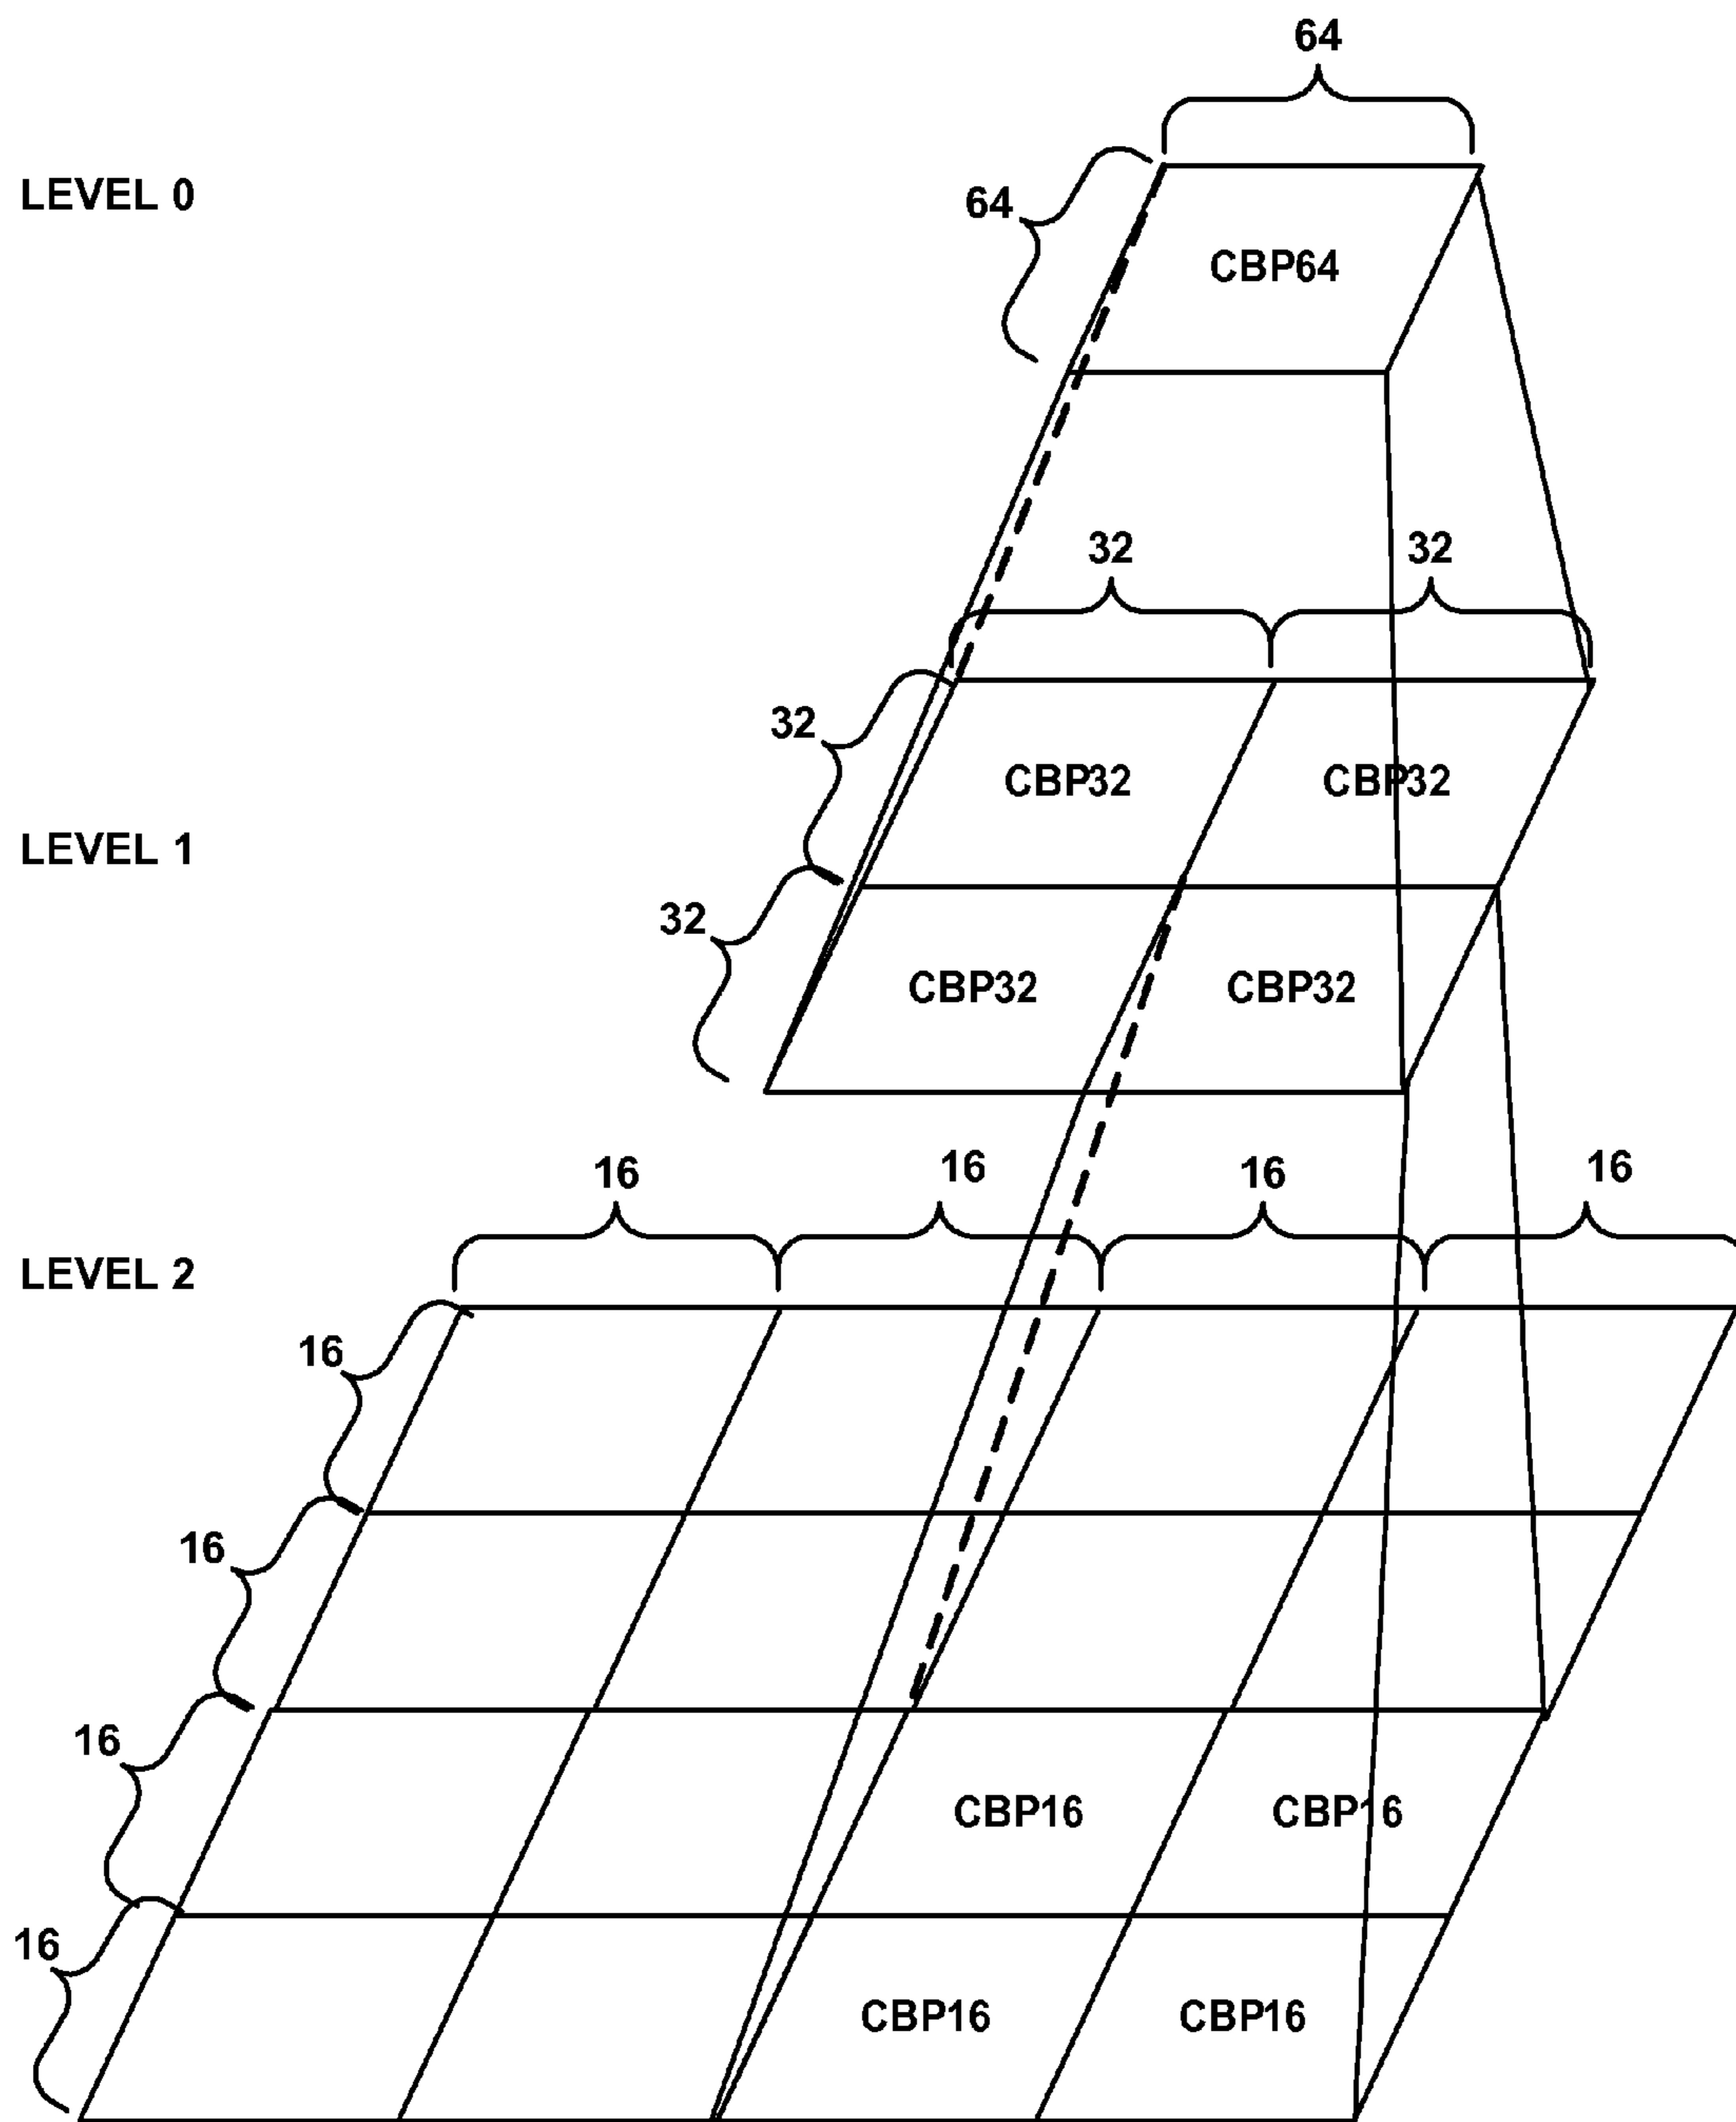 64
LEVEL 0
64
CBP64
32 32
32
CBP32 CBP32
LEVEL 1
32
CBP32 CBP32
16 16 16 16
LEVEL 2
16
16
16
CBP16 CBP16
16
CBP16 CBP16